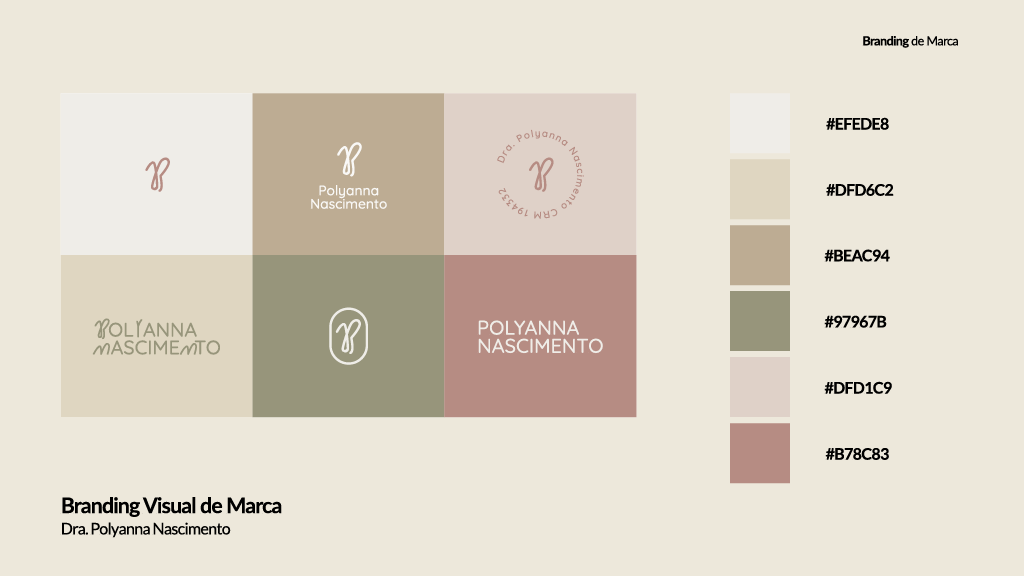 Branding de Marca
Polyanna
Nascimento
Dra. Polyanna Nascimento CRM 194332
POLYANNA
NASCIMENTO
POLYANNA
NASCIMENTO
#EFEDE8
#DFD6C2
#BEAC94
#97967B
#DFD1C9
#B78C83
Branding Visual de Marca
Dra. Polyanna Nascimento